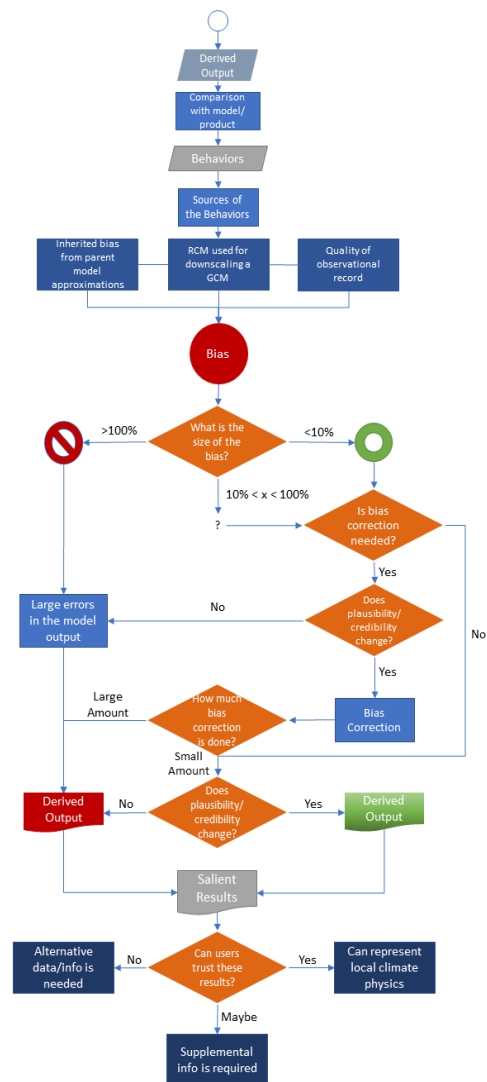 Derived
Output
Comparison
with model/
product
Behaviors
Sources of
the Behaviors
Inherited bias
from parent
model
approximations
RCM used for
downscaling a
GCM
Quality of
observational
record
Bias
>100%
What is the
size of the
bias?
<10%
10% < x < 100%
?
Is bias
correction
needed?
Yes
No
Large errors
in the model
output
No
Does
plausibility/
credibility
change?
Yes
Large
Amount
How much
bias
correction
is done?
Bias
Correction
Small
Amount
Derived
Output
No
Does
plausibility/
credibility
change?
Yes
Derived
Output
Salient
Results
Alternative
data/info is
needed
No
Can users
trust these
results?
Yes
Can represent
local climate
physics
Maybe
Supplemental
info is required